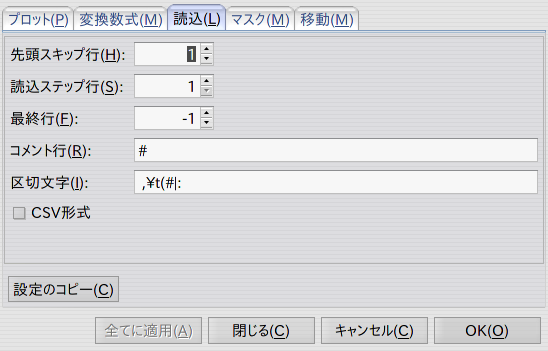 プロット(P) 変換数式(M) 読込(L) マスク(M) 移動(M)
先頭スキップ行(H): 1
読込ステップ行(S): 1
最終行(F): -1
コメント行(R): #
区切文字(I): ,¥t(#|:
CSV形式
設定のコピー(C)
全てに適用(A) 閉じる(C) キャンセル(C) OK(O)